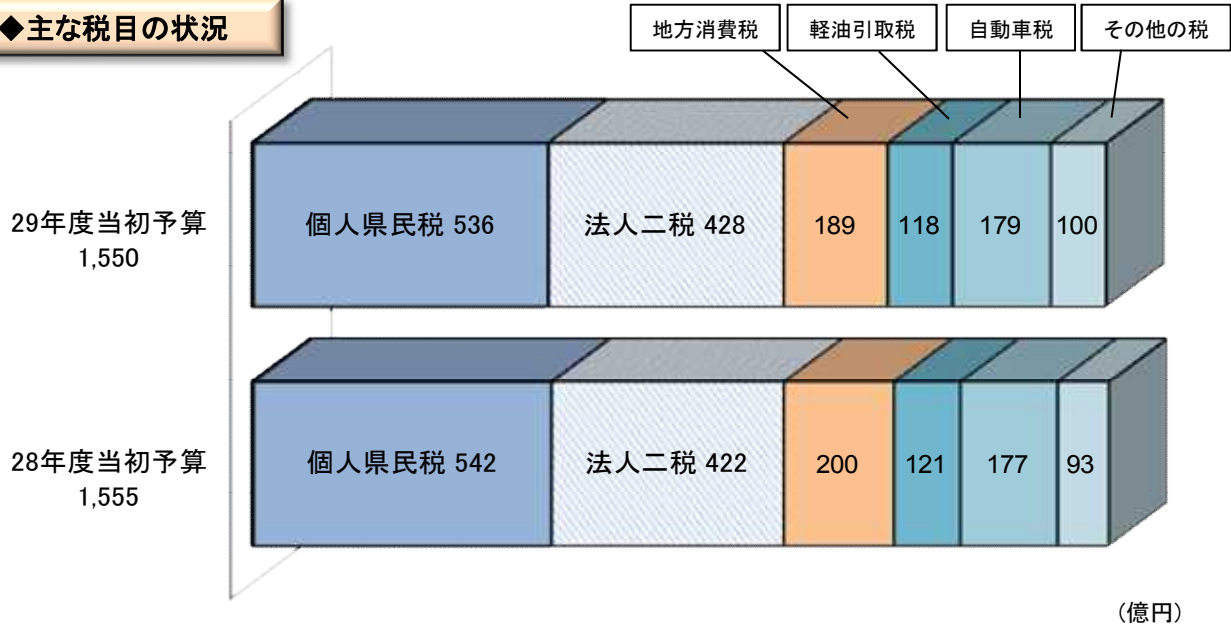 ◆主な税目の状況
地方消費税
軽油引取税
自動車税
その他の税
29年度当初予算
1,550
個人県民税 536
法人二税 428
189
118
179
100
28年度当初予算
1,555
個人県民税 542
法人二税 422
200
121
177
93
(億円)